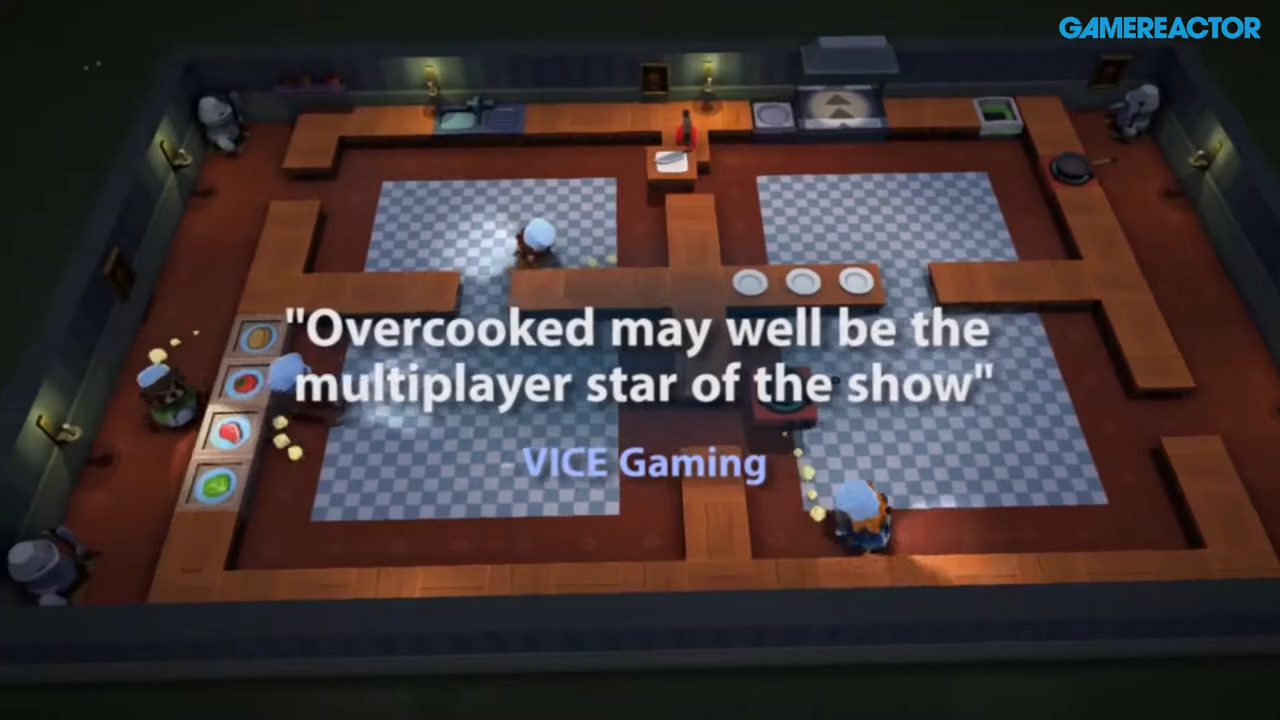 GAMEREACTOR
"Overcooked may well be the
multiplayer star of the show"
- VICE Gaming